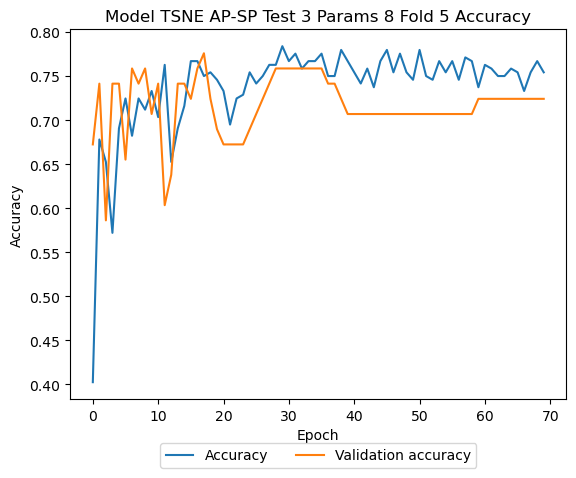 Model TSNE AP-SP Test 3 Params 8 Fold 5 Accuracy
0.80
0.75
0.70
0.65
0.60
0.55
0.50
0.45
0.40
Accuracy
0 10 20 30 40 50 60 70
Epoch
Accuracy Validation accuracy